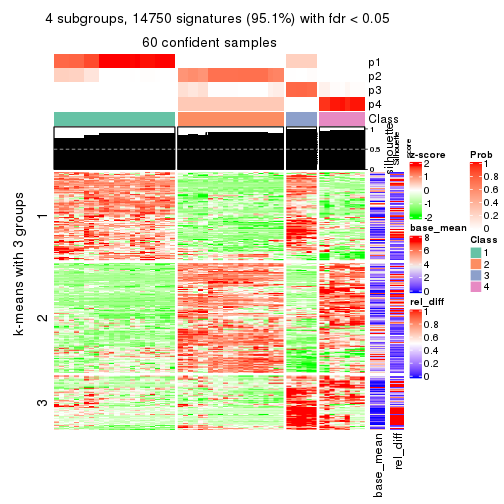 4 subgroups, 14750 signatures (95.1%) with fdr < 0.05
60 confident samples
p1
p2
p3
p4
Class
1
0.5
0
silhouette
Silhouette
score
k-means with 3 groups
1
2
3
base_mean
rel_diff
z-score
2
1
0
-1
-2
base_mean
8
6
4
2
0
rel_diff
1
0.8
0.6
0.4
0.2
0
Prob
1
0.8
0.6
0.4
0.2
0
Class
1
2
3
4